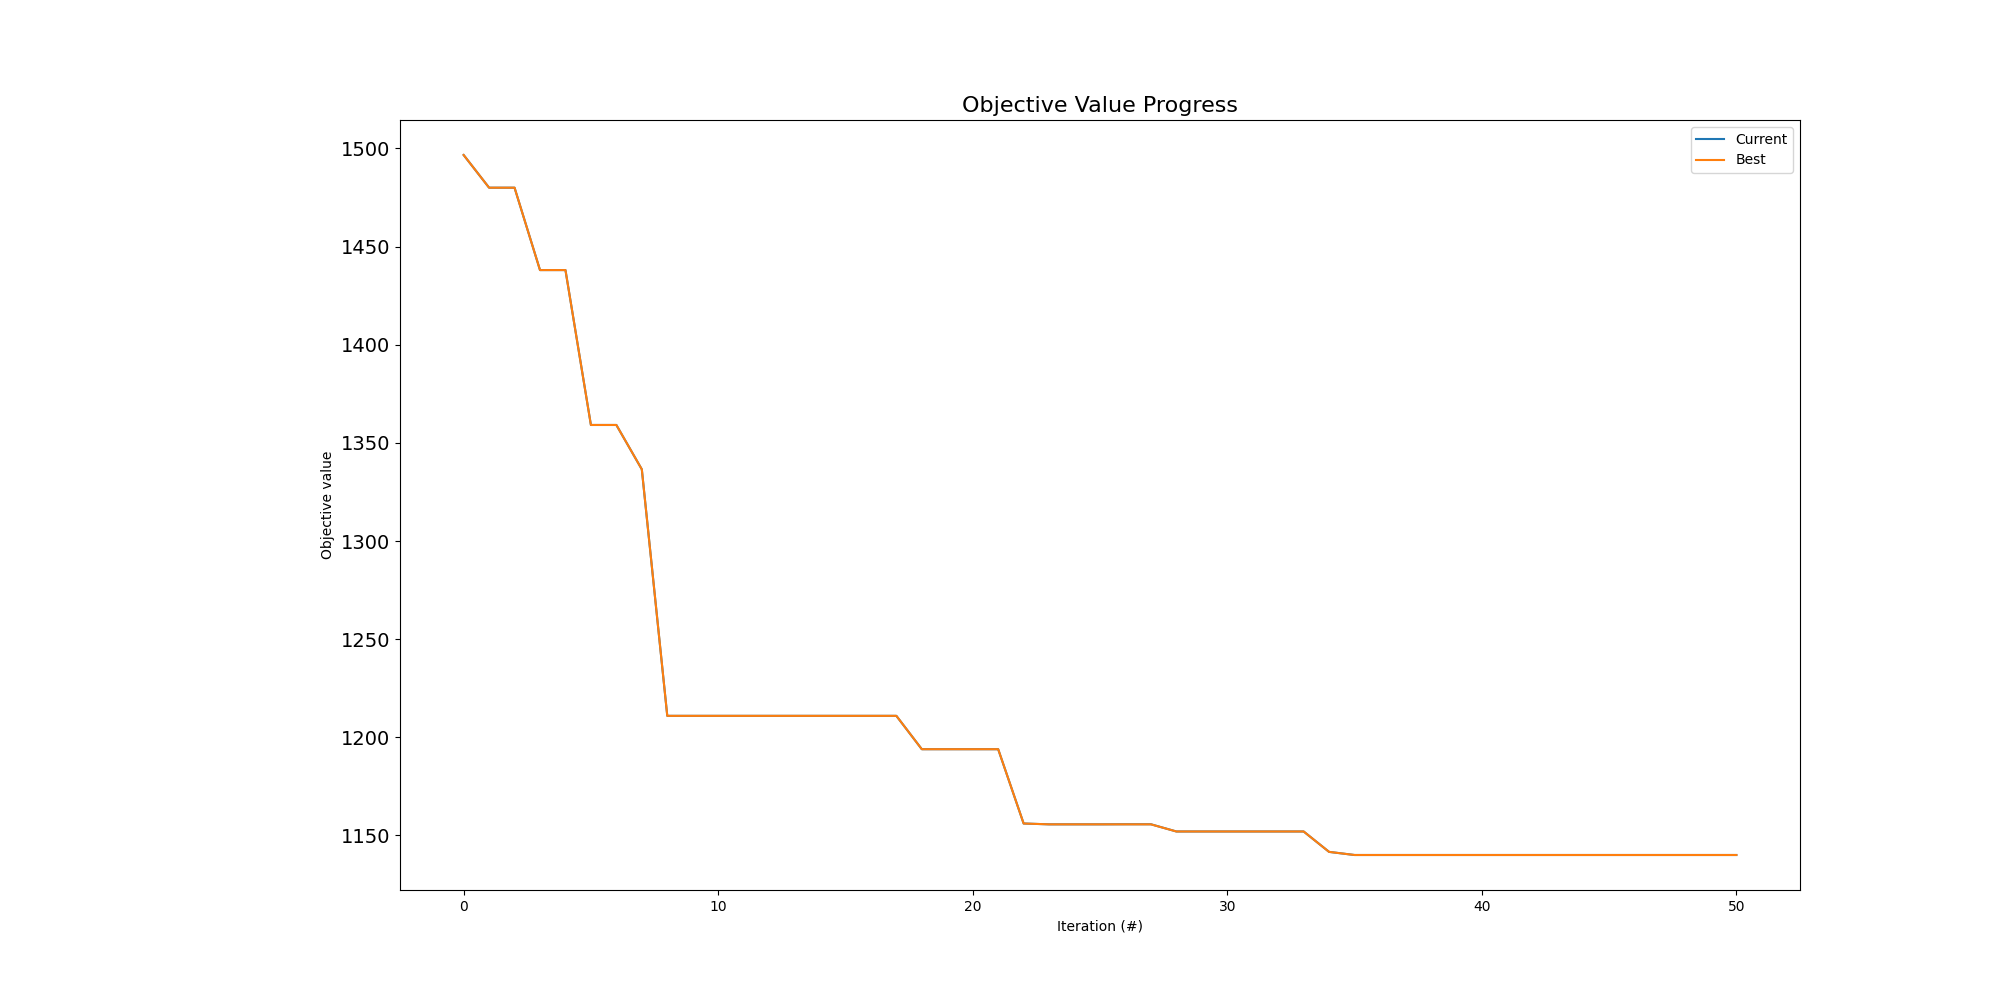 Objective Value Progress
Current
Best
1500
1450
1400
1350
1300
1250
1200
1150
Objective value
0 10 20 30 40 50
Iteration (#)